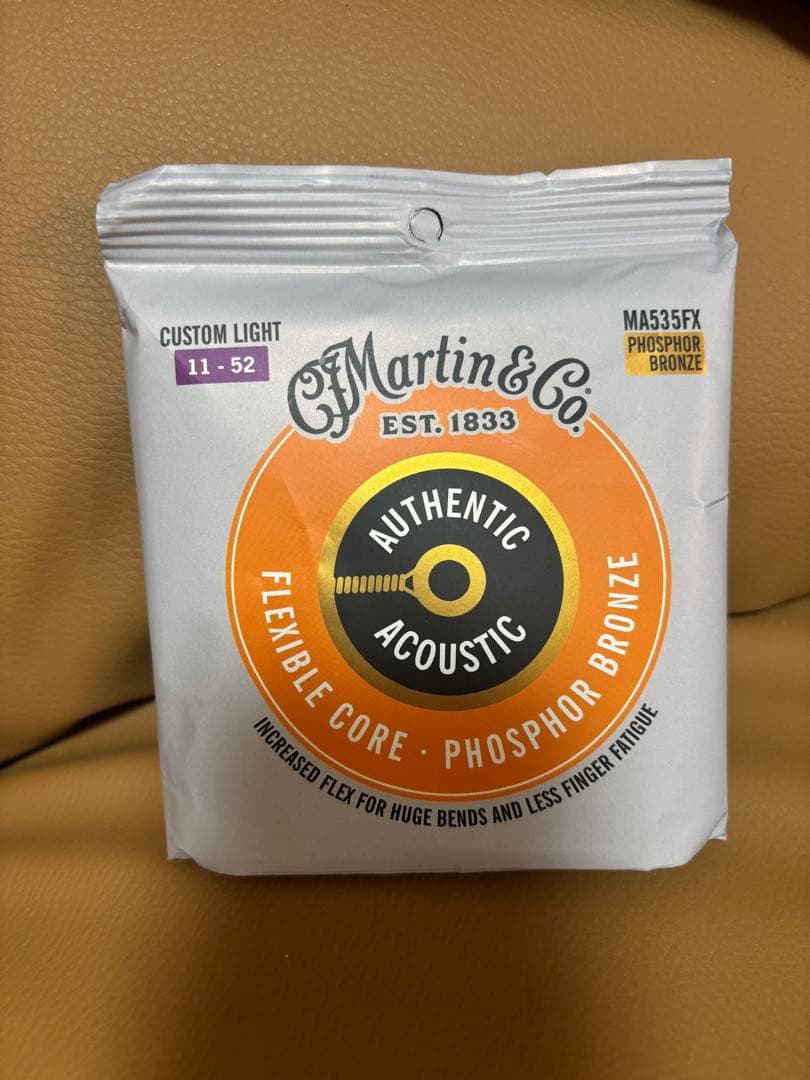 CUSTOM LIGHT
11 - 52
MA535FX
PHOSPHOR
BRONZE
CFMartin & Co.®
EST. 1833
AUTHENTIC
ACOUSTIC
FLEXIBLE CORE · PHOSPHOR BRONZE
INCREASED FLEX FOR HUGE BENDS AND LESS FINGER FATIGUE